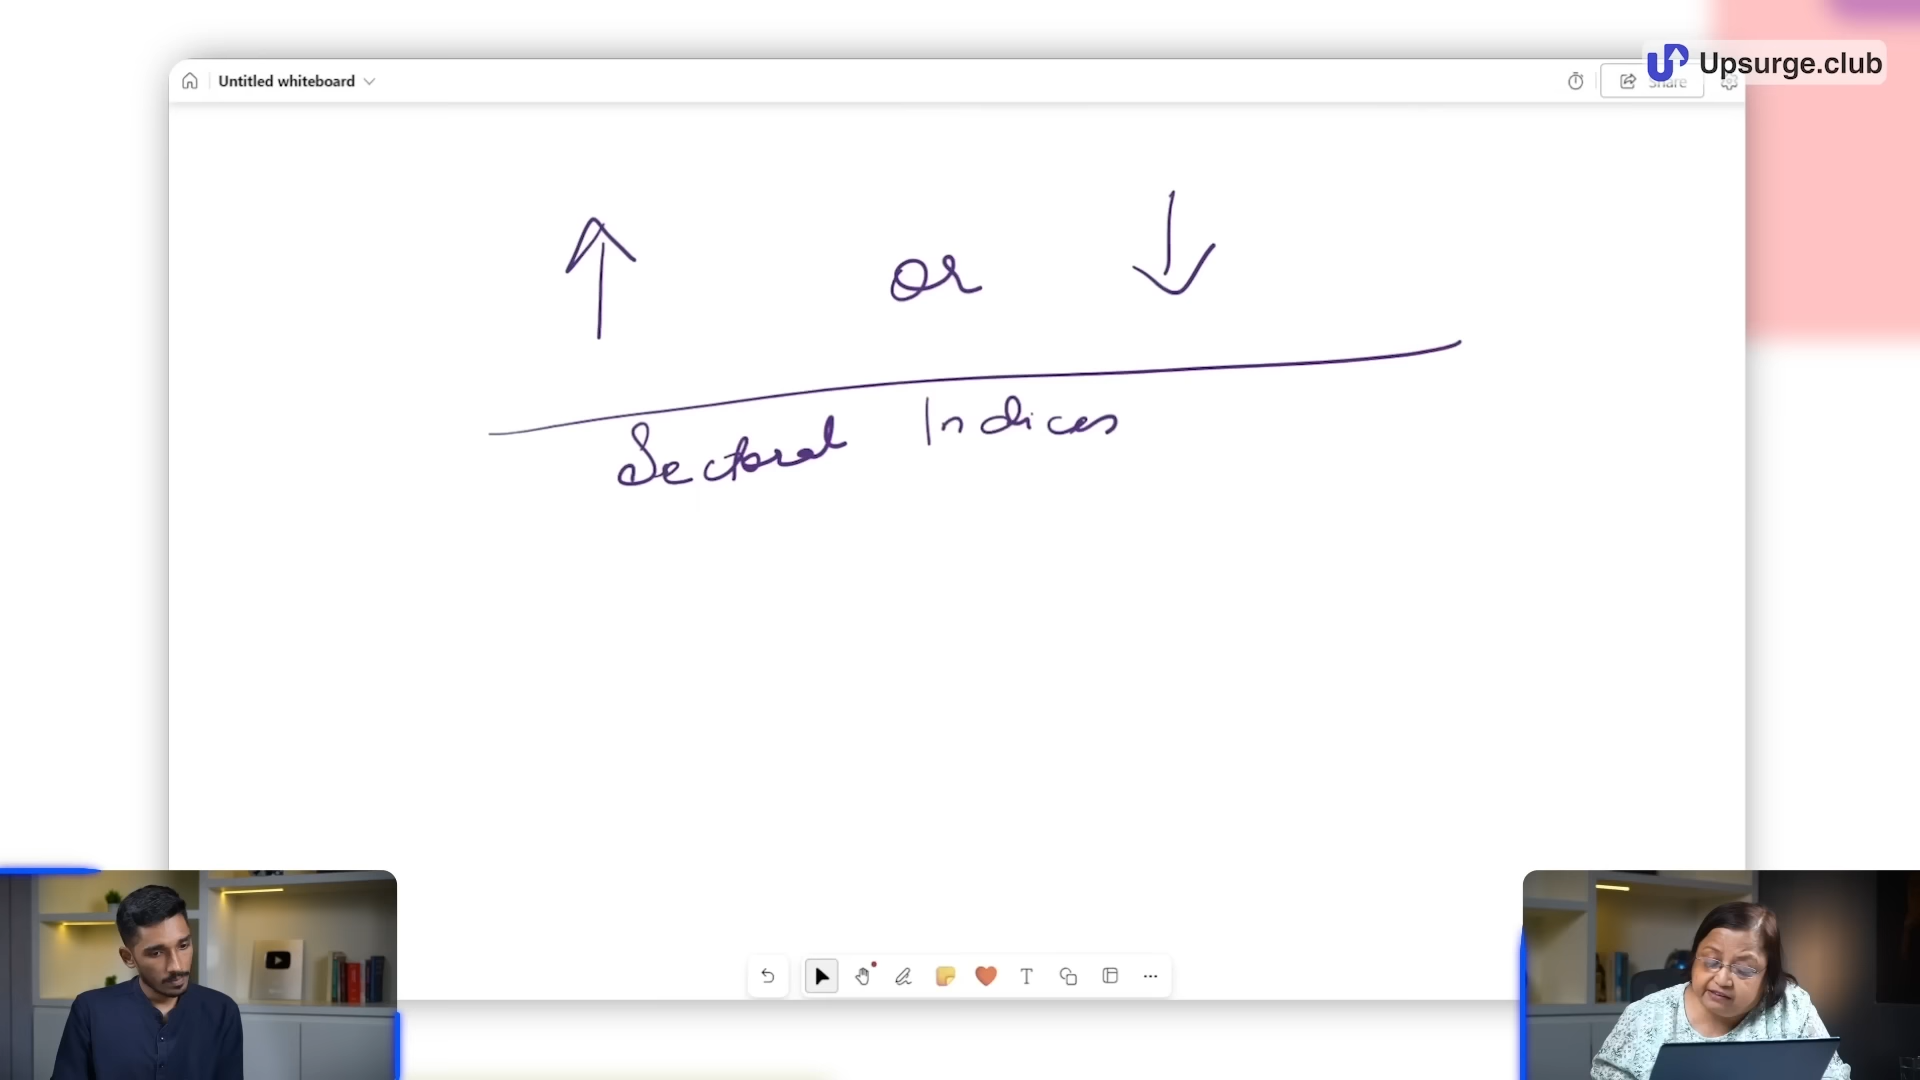 Upsurge.club
Untitled whiteboard
Share
or
Sectoral Indices
T